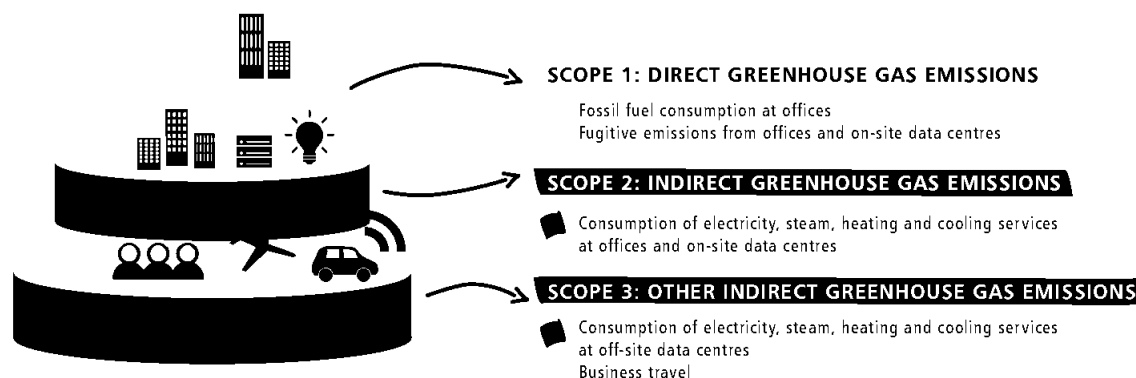 SCOPE 1: DIRECT GREENHOUSE GAS EMISSIONS
Fossil fuel consumption at offices
Fugitive emissions from offices and on-site data centres
SCOPE 2: INDIRECT GREENHOUSE GAS EMISSIONS
Consumption of electricity, steam, heating and cooling services
at offices and on-site data centres
SCOPE 3: OTHER INDIRECT GREENHOUSE GAS EMISSIONS
Consumption of electricity, steam, heating and cooling services
at off-site data centres
Business travel